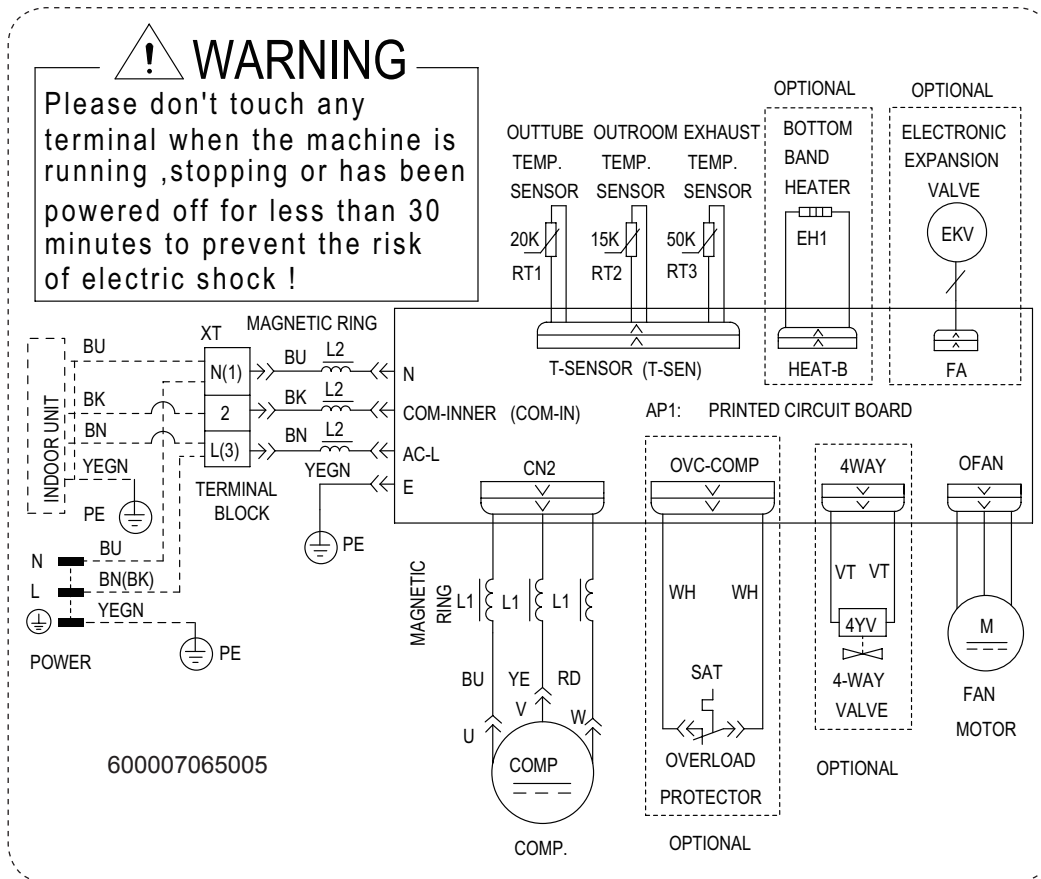 WARNING
Please don't touch any
terminal when the machine is
running ,stopping or has been
powered off for less than 30
minutes to prevent the risk
of electric shock !
OUTTUBE OUTROOM EXHAUST
TEMP. TEMP. TEMP.
SENSOR SENSOR SENSOR
20K 15K 50K
RT1 RT2 RT3
OPTIONAL
BOTTOM
BAND
HEATER
EH1
HEAT-B
OPTIONAL
ELECTRONIC
EXPANSION
VALVE
EKV
FA
T-SENSOR (T-SEN)
XT
MAGNETIC RING
INDOOR UNIT
BU
BK
BN
YEGN
PE
N(1)
2
L(3)
TERMINAL
BLOCK
BU L2
BK L2
BN L2
YEGN
PE
N
COM-INNER (COM-IN)
AC-L
E
AP1: PRINTED CIRCUIT BOARD
N
L
BU
BN(BK)
YEGN
PE
POWER
CN2
MAGNETIC
RING
L1 L1 L1
BU YE RD
U V W
COMP
COMP.
OVC-COMP
WH WH
SAT
OVERLOAD
PROTECTOR
OPTIONAL
4WAY
VT VT
4YV
4-WAY
VALVE
OPTIONAL
OFAN
M
FAN
MOTOR
600007065005